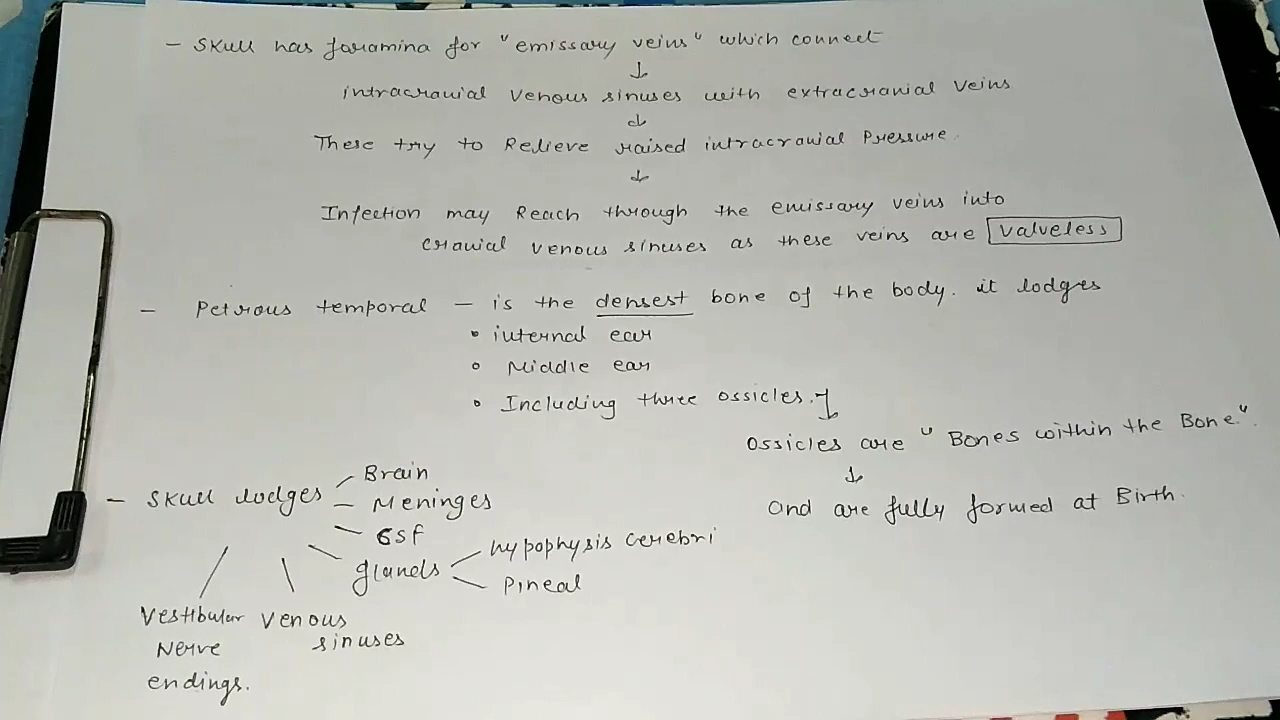 - Skull has foramina for "emissary veins" which connect
↓
intracranial venous sinuses with extracranial veins
↓
These try to Relieve raised intracranial Pressure.
↓
Infection may Reach through the emissary veins into
cranial venous sinuses as these veins are valveless
- Petrous temporal - is the densest bone of the body. it lodges
• internal ear
• Middle ear
• Including three ossicles.
↓
Ossicles are "Bones within the Bone".
↓
and are fully formed at Birth.
- Skull lodges
Brain
- Meninges
CSF
glands
hypophysis cerebri
Pineal
Vestibular
Nerve
endings.
Venous
sinuses